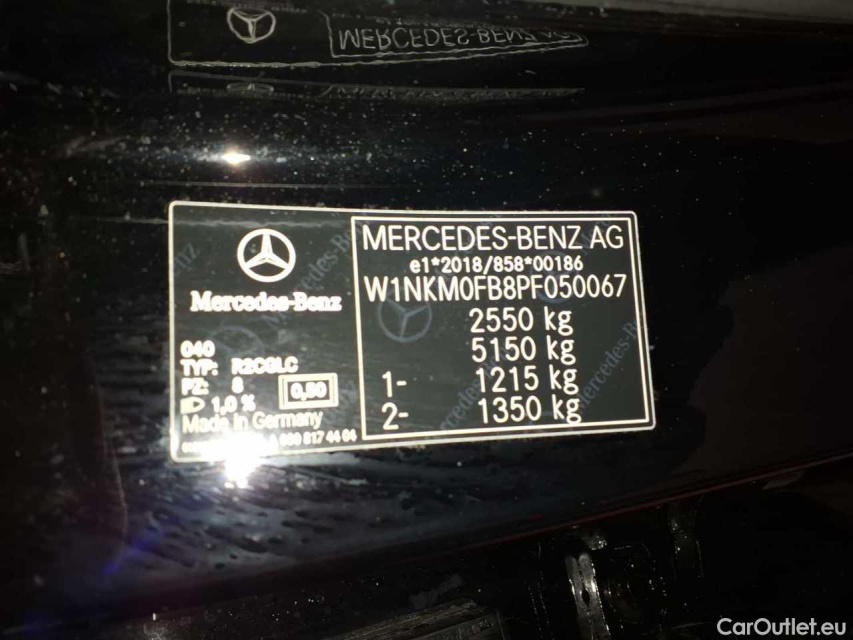 MERCEDES-BENZ AG
Mercedes-Benz
040
TYP: R2CGLC
PZ: 8
0,50
1,0 %
Made in Germany
MERCEDES-BENZ AG
e1*2018/858*00186
W1NKM0FB8PF050067
2550 kg
5150 kg
1- 1215 kg
2- 1350 kg
CarOutlet.eu